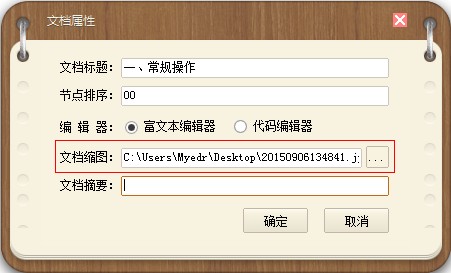 文档属性
文档标题： 一、常规操作
节点排序： 00
编 辑 器： 富文本编辑器 代码编辑器
文档缩图： C:\Users\Myedr\Desktop\20150906134841.j ...
文档摘要：
确定 取消